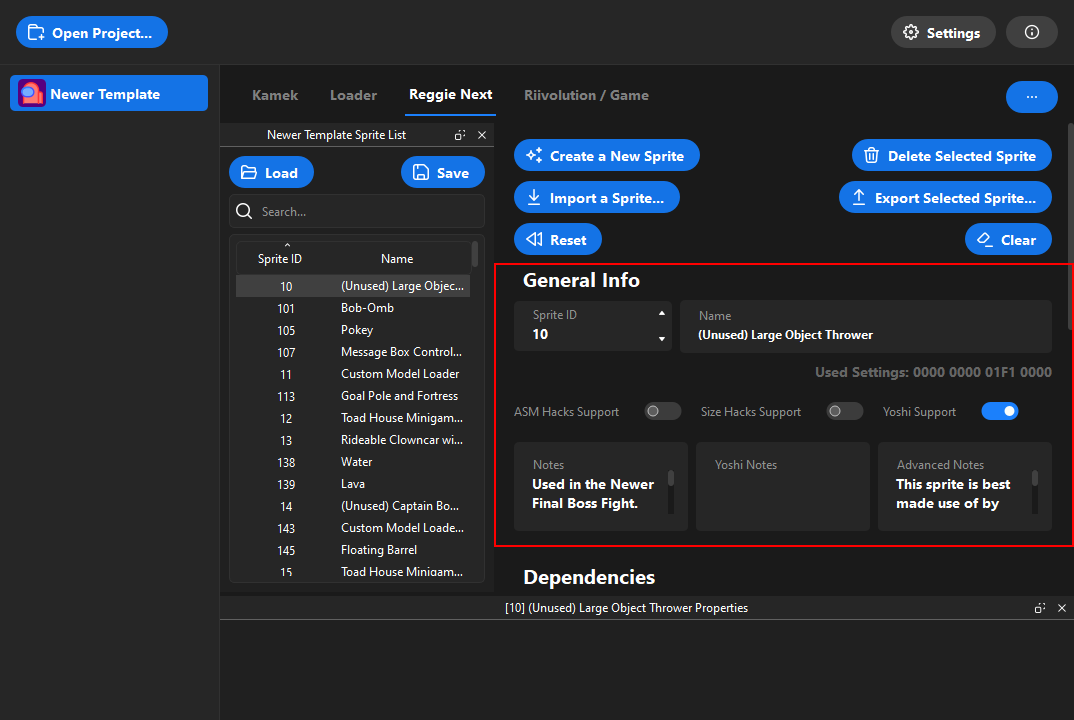 Open Project...
Settings
Newer Template
Kamek
Loader
Reggie Next
Riivolution / Game
...
Newer Template Sprite List
Load
Save
Search...
Sprite ID Name
10 (Unused) Large Objec...
101 Bob-Omb
105 Pokey
107 Message Box Control...
11 Custom Model Loader
113 Goal Pole and Fortress
12 Toad House Minigam...
13 Rideable Clowncar wi...
138 Water
139 Lava
14 (Unused) Captain Bo...
143 Custom Model Loade...
145 Floating Barrel
15 Toad House Minigam...
Create a New Sprite
Delete Selected Sprite
Import a Sprite...
Export Selected Sprite...
Reset
Clear
General Info
Sprite ID
10
Name
(Unused) Large Object Thrower
Used Settings: 0000 0000 01F1 0000
ASM Hacks Support
Size Hacks Support
Yoshi Support
Notes
Used in the Newer
Final Boss Fight.
Yoshi Notes
Advanced Notes
This sprite is best
made use of by
Dependencies
[10] (Unused) Large Object Thrower Properties